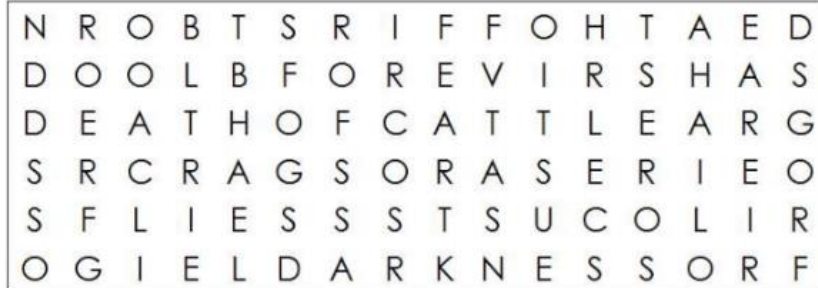 N R O B T S R I F F O H T A E D
D O O L B F O R E V I R S H A S
D E A T H O F C A T T L E A R G
S R C R A G S O R A S E R I E O
S F L I E S S S T S U C O L I R
O G I E L D A R K N E S S O R F